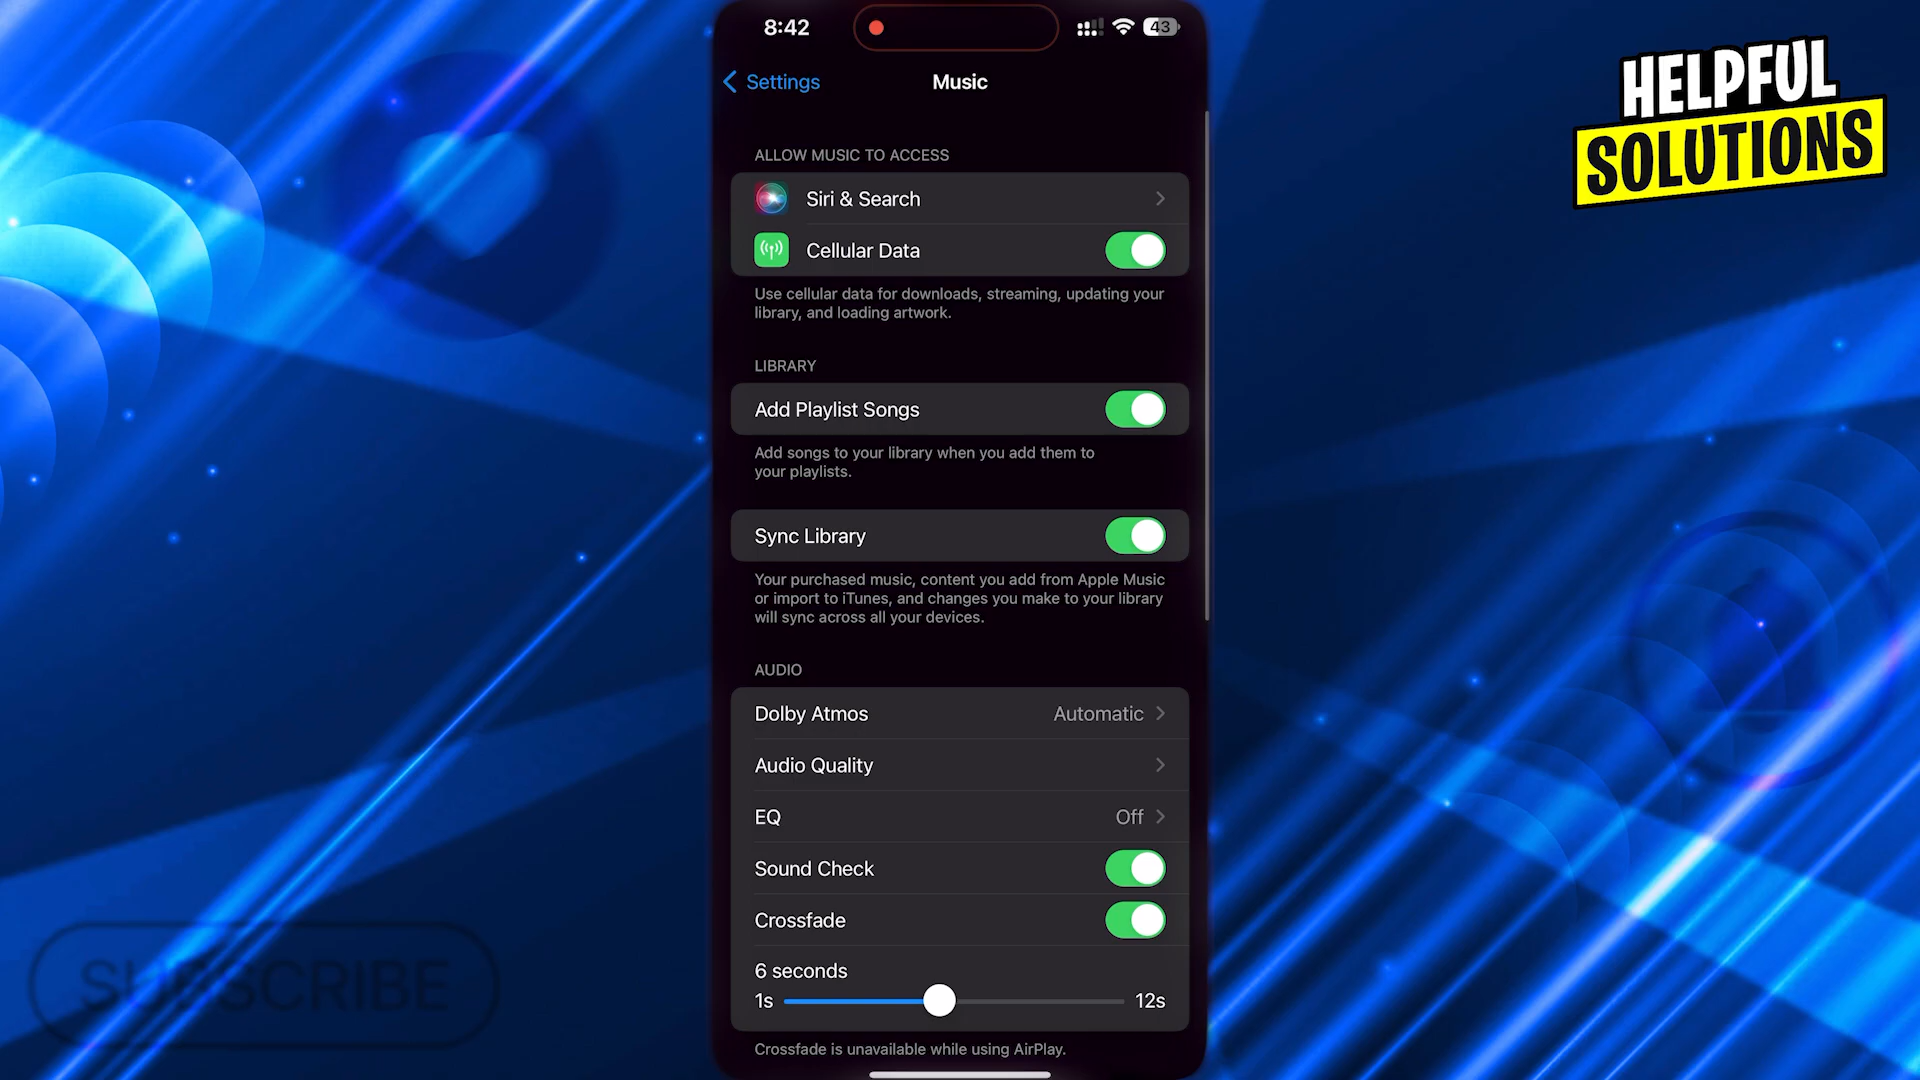 8:42
43
HELPFUL
SOLUTIONS
Settings
Music
ALLOW MUSIC TO ACCESS
Siri & Search
Cellular Data
Use cellular data for downloads, streaming, updating your
library, and loading artwork.
LIBRARY
Add Playlist Songs
Add songs to your library when you add them to
your playlists.
Sync Library
Your purchased music, content you add from Apple Music
or import to iTunes, and changes you make to your library
will sync across all your devices.
AUDIO
Dolby Atmos Automatic
Audio Quality
EQ Off
Sound Check
Crossfade
6 seconds
1s 12s
Crossfade is unavailable while using AirPlay.
SUBSCRIBE